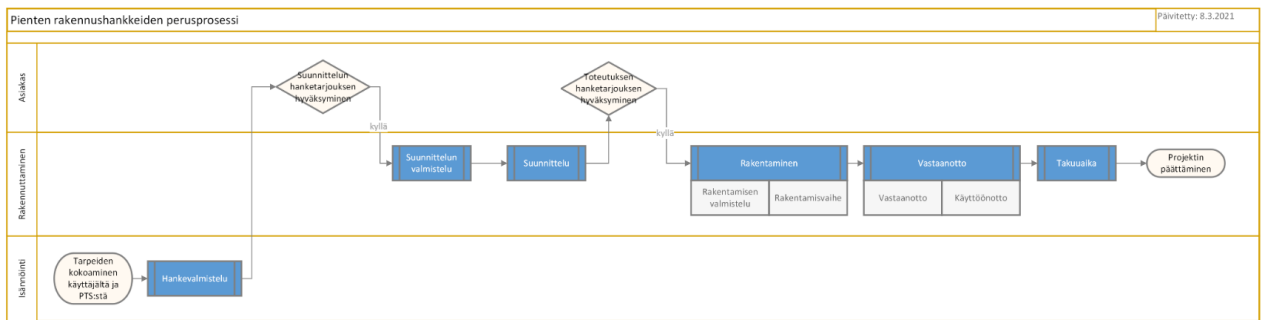 Pienten rakennushankkeiden perusprosessi
Päivitetty: 8.3.2021
Asiakas
Suunnittelun
hanketarjouksen
hyväksyminen
kyllä
Toteutuksen
hanketarjouksen
hyväksyminen
kyllä
Rakennuttaminen
Suunnittelun
valmistelu
Suunnittelu
Rakentaminen
Rakentamisen
valmistelu
Rakentamisvaihe
Vastaanotto
Vastaanotto
Käyttöönotto
Takuuaika
Projektin
päättäminen
Isännöinti
Tarpeiden
kokoaminen
käyttäjältä ja
PTS:stä
Hankevalmistelu